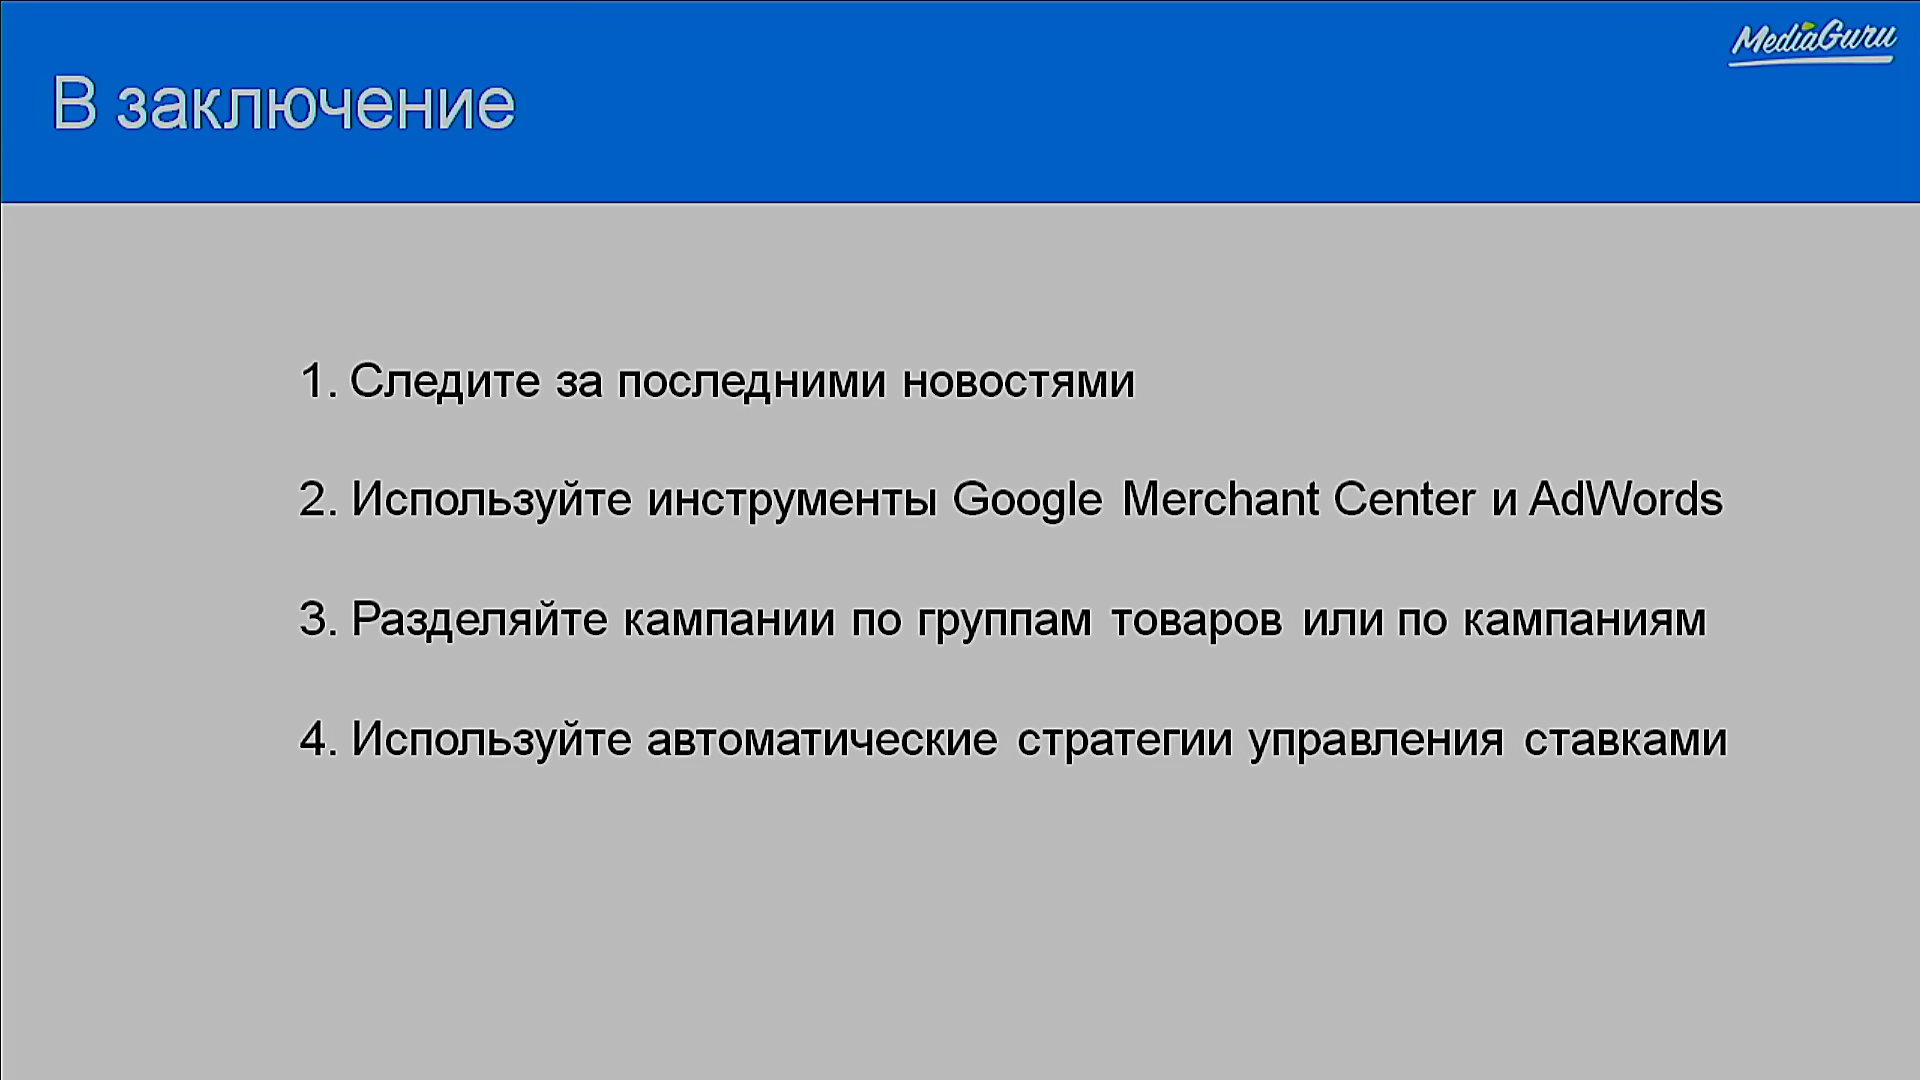 MediaGuru
В заключение
1. Следите за последними новостями
2. Используйте инструменты Google Merchant Center и AdWords
3. Разделяйте кампании по группам товаров или по кампаниям
4. Используйте автоматические стратегии управления ставками